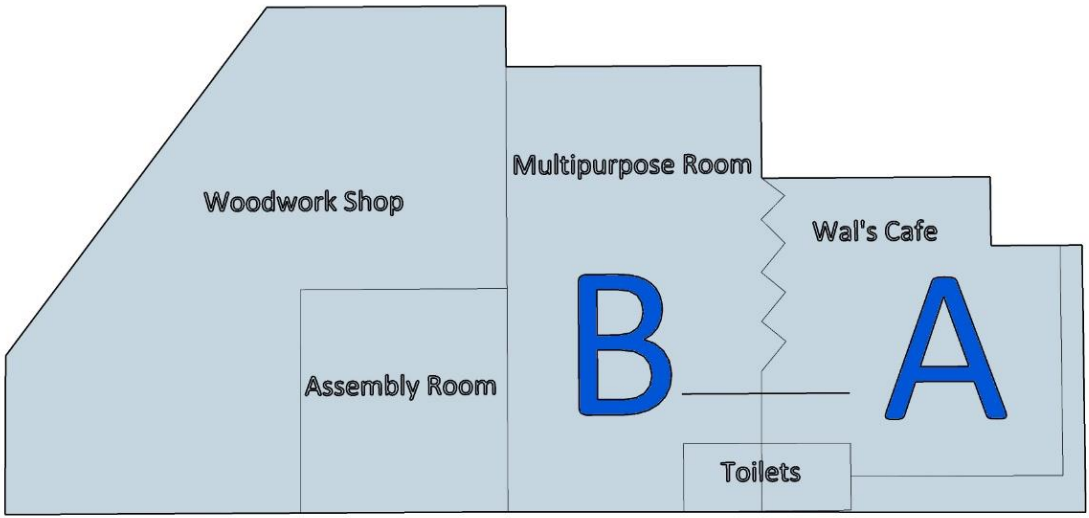 Multipurpose Room
Woodwork Shop
Wal's Cafe
B
A
Assembly Room
Toilets